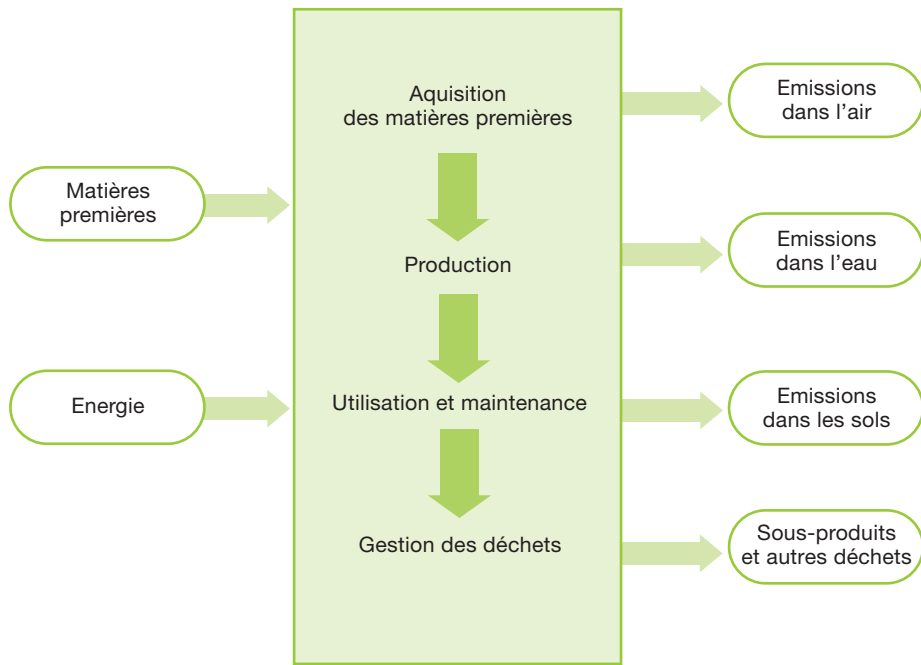 Matières
premières
Energie
Aquisition
des matières premières
Production
Utilisation et maintenance
Gestion des déchets
Emissions
dans l'air
Emissions
dans l'eau
Emissions
dans les sols
Sous-produits
et autres déchets